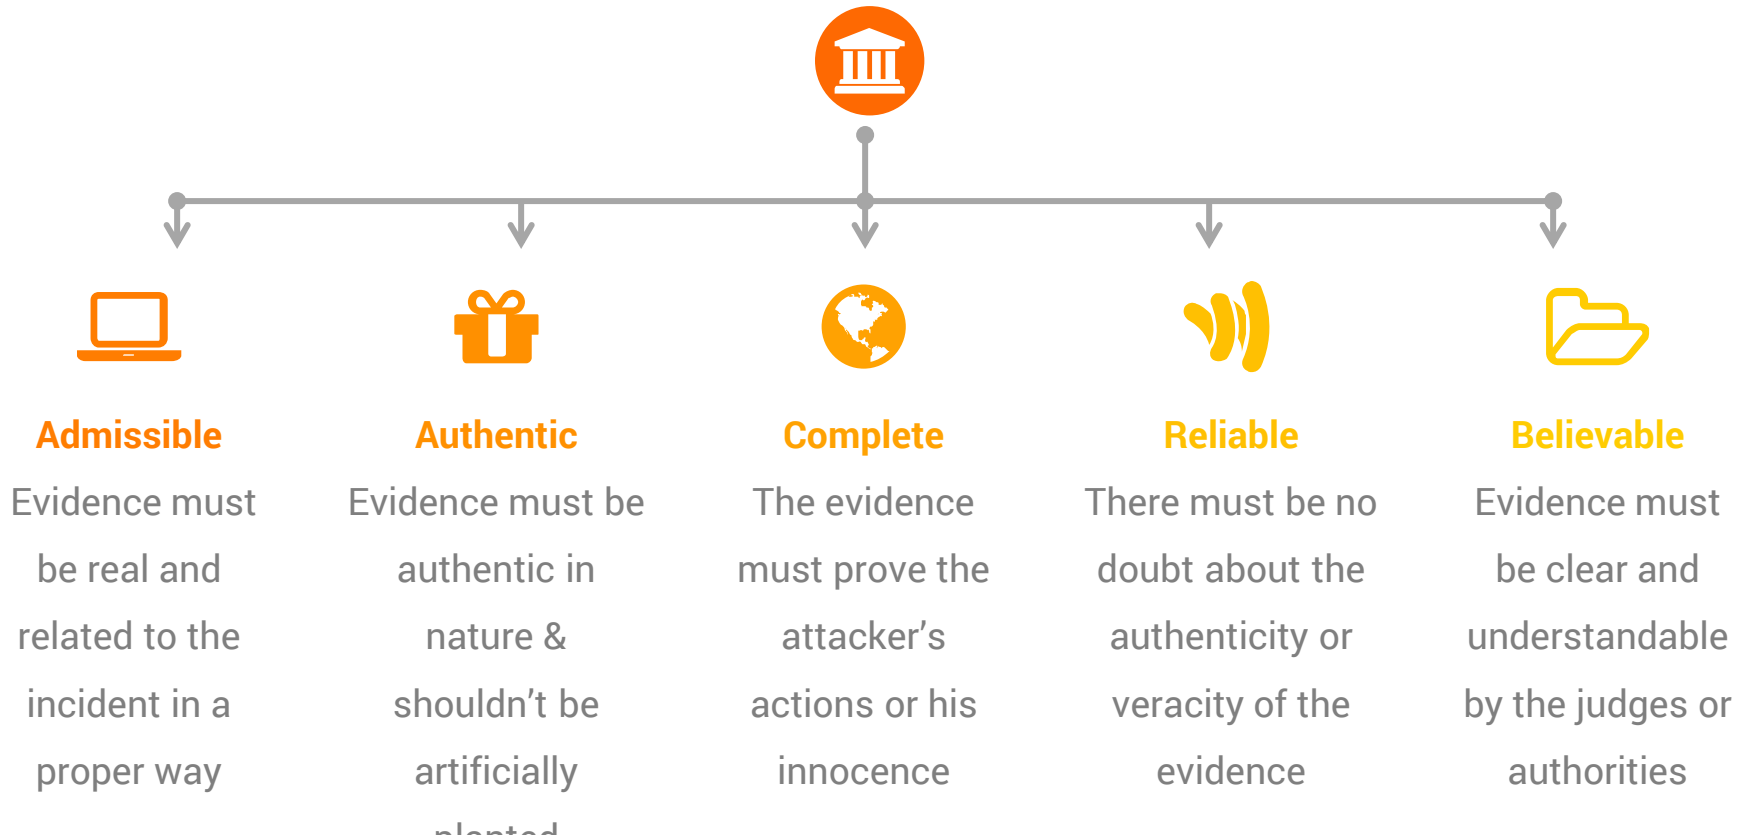 Admissible
Evidence must
be real and
related to the
incident in a
proper way
Authentic
Evidence must be
authentic in
nature &
shouldn't be
artificially
planted
Complete
The evidence
must prove the
attacker’s
actions or his
innocence
Reliable
There must be no
doubt about the
authenticity or
veracity of the
evidence
Believable
Evidence must
be clear and
understandable
by the judges or
authorities